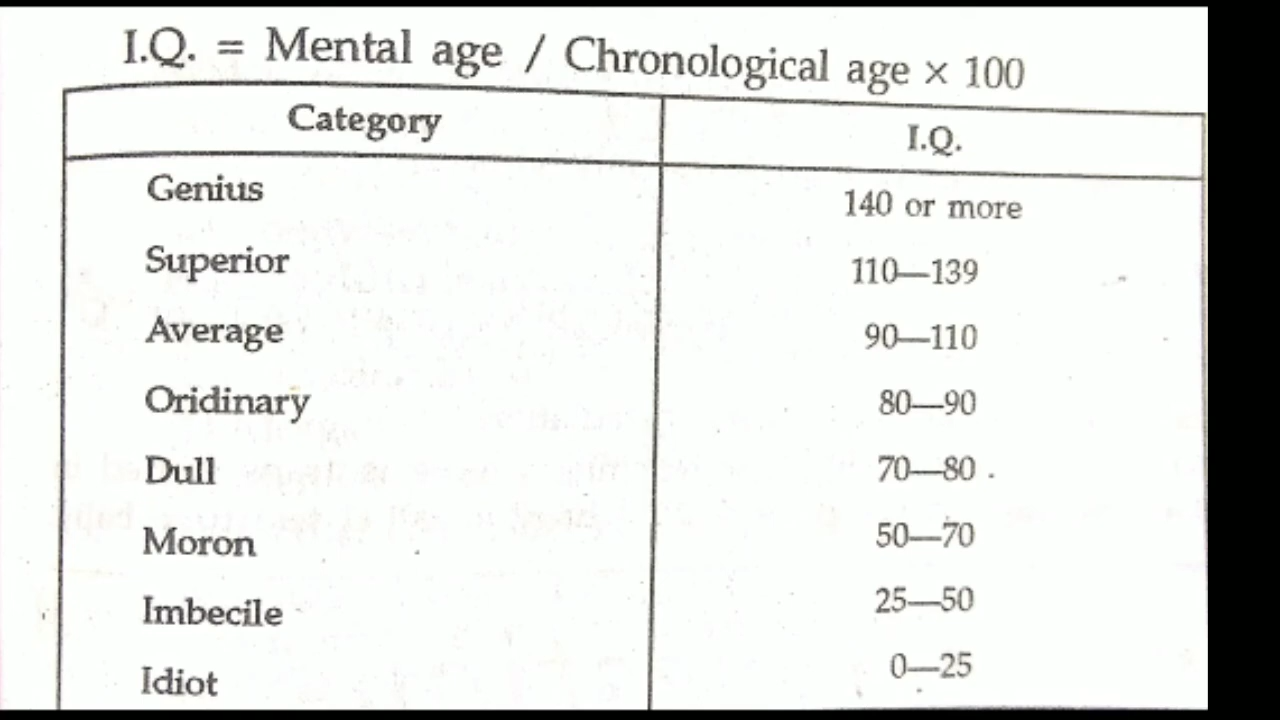 I.Q. = Mental age / Chronological age × 100
Category I.Q.
Genius 140 or more
Superior 110—139
Average 90—110
Oridinary 80—90
Dull 70—80 .
Moron 50—70
Imbecile 25—50
Idiot 0—25